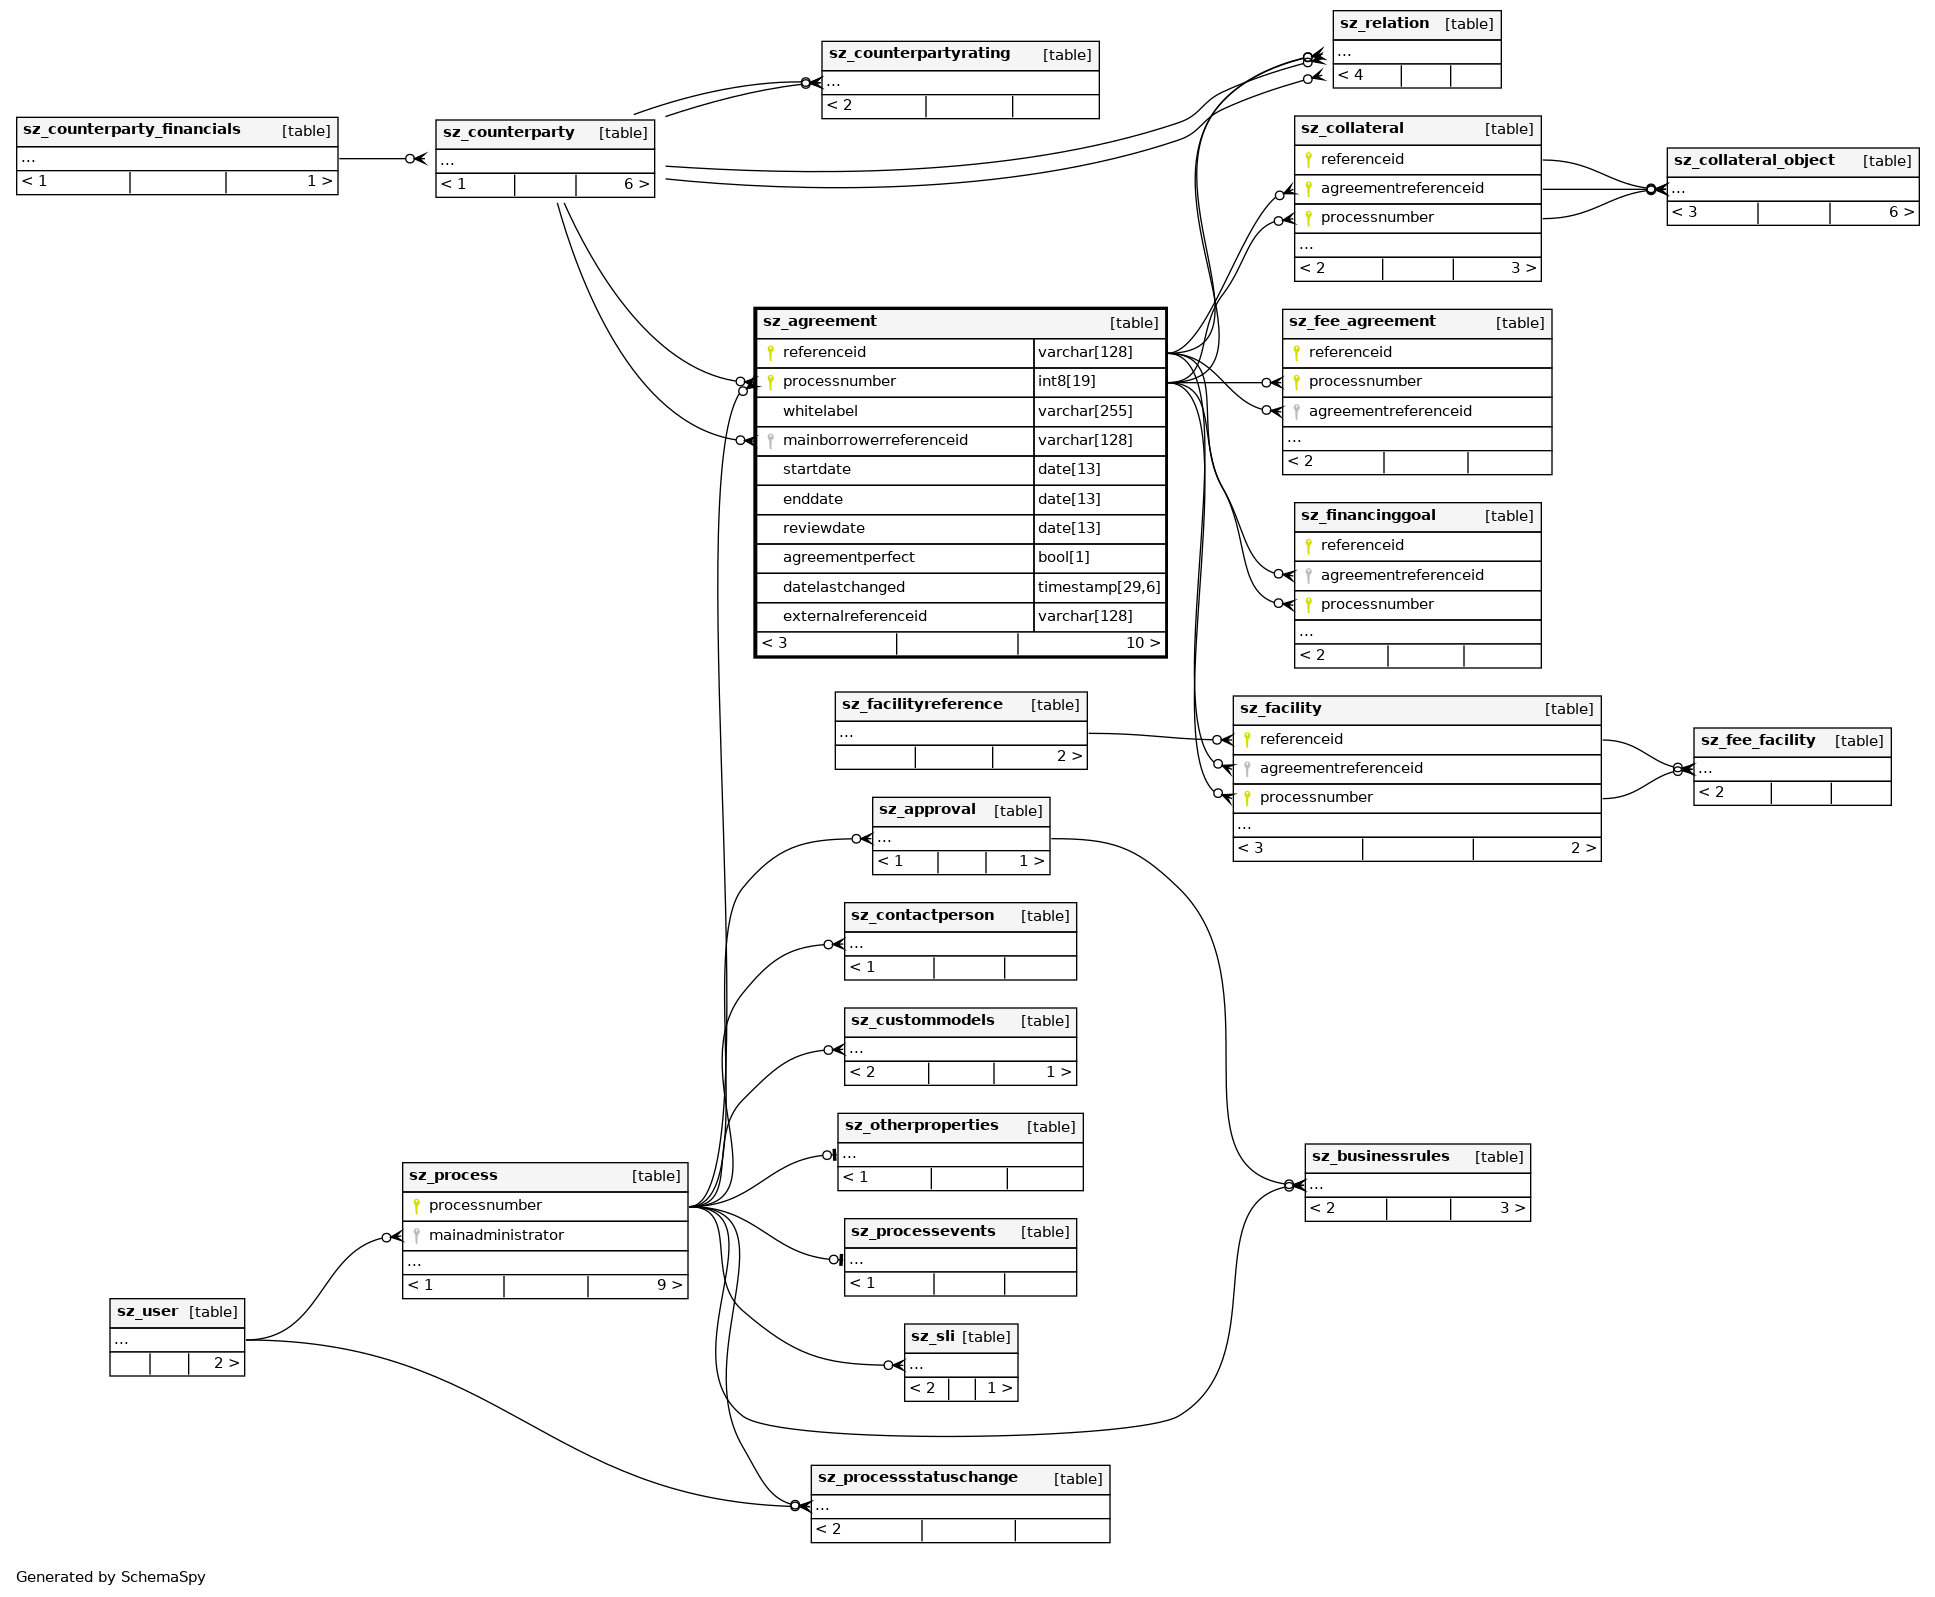 sz_relation [table]
...
< 4
sz_counterpartyrating [table]
...
< 2
sz_counterparty_financials [table]
...
< 1 1 >
sz_counterparty [table]
...
< 1 6 >
sz_collateral [table]
referenceid
agreementreferenceid
processnumber
...
< 2 3 >
sz_collateral_object [table]
...
< 3 6 >
sz_agreement [table]
referenceid varchar[128]
processnumber int8[19]
whitelabel varchar[255]
mainborrowerreferenceid varchar[128]
startdate date[13]
enddate date[13]
reviewdate date[13]
agreementperfect bool[1]
datelastchanged timestamp[29,6]
externalreferenceid varchar[128]
< 3 10 >
sz_fee_agreement [table]
referenceid
processnumber
agreementreferenceid
...
< 2
sz_financinggoal [table]
referenceid
agreementreferenceid
processnumber
...
< 2
sz_facilityreference [table]
...
2 >
sz_facility [table]
referenceid
agreementreferenceid
processnumber
...
< 3 2 >
sz_fee_facility [table]
...
< 2
sz_approval [table]
...
< 1 1 >
sz_contactperson [table]
...
< 1
sz_custommodels [table]
...
< 2 1 >
sz_otherproperties [table]
...
< 1
sz_process [table]
processnumber
mainadministrator
...
< 1 9 >
sz_businessrules [table]
...
< 2 3 >
sz_processevents [table]
...
< 1
sz_user [table]
...
2 >
sz_sli [table]
...
< 2 1 >
sz_processstatuschange [table]
...
< 2
Generated by SchemaSpy